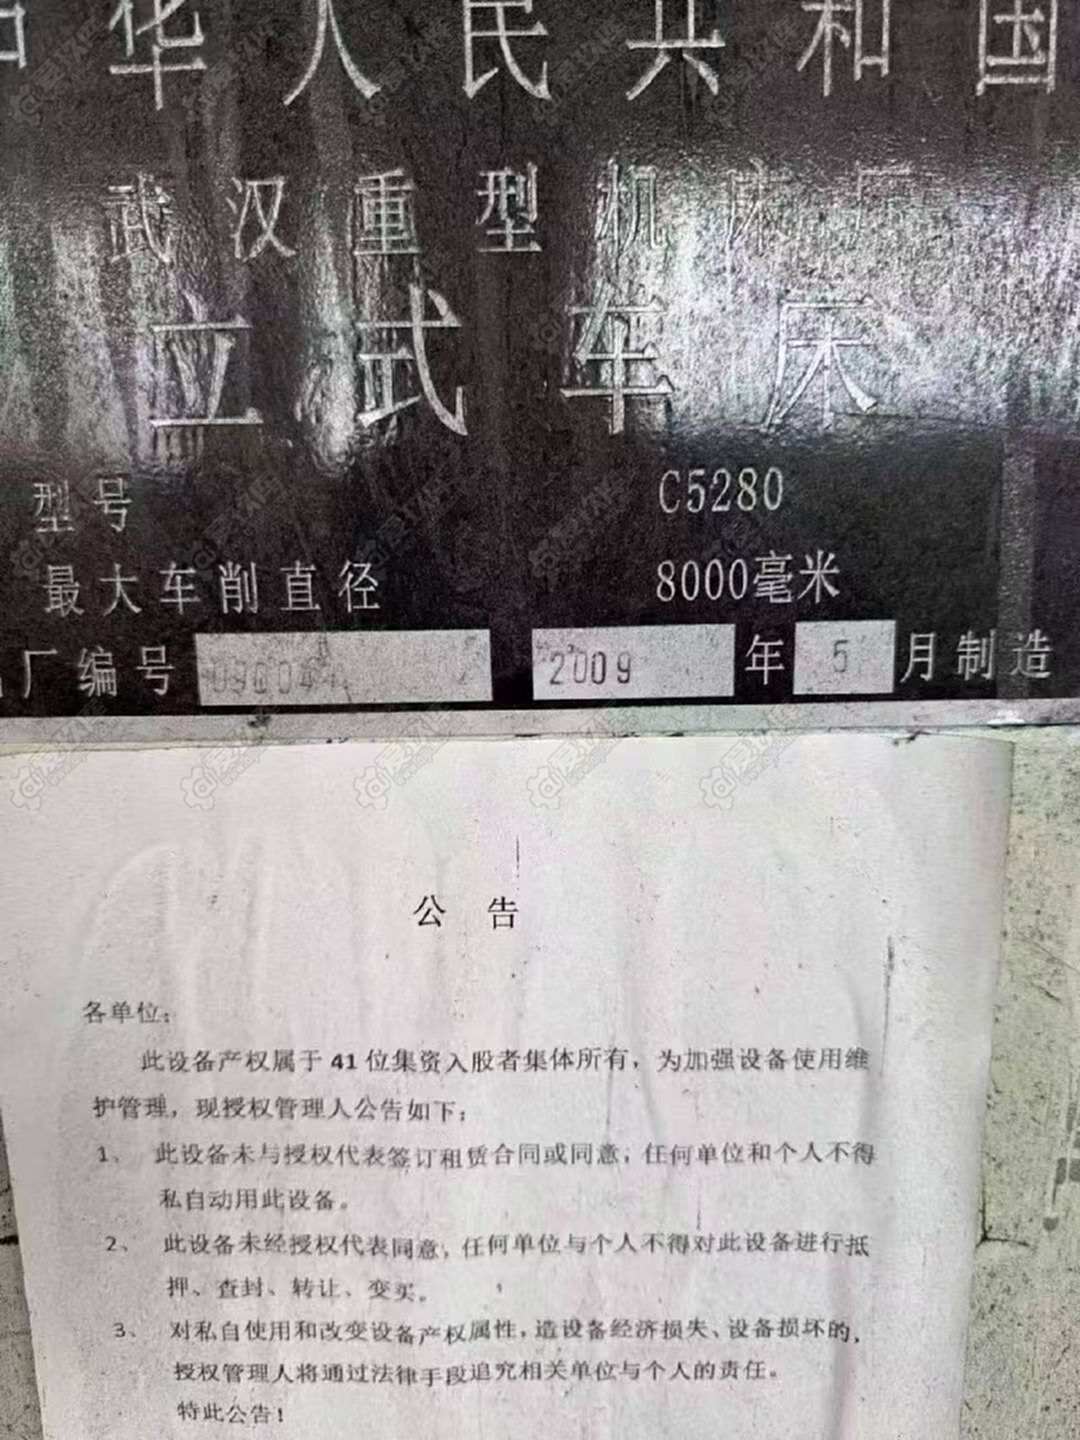 中华人民共和国
武汉重型机床厂
立式车床
型号 C5280
最大车削直径 8000毫米
厂编号 2009 年 5 月制造
公 告
各单位：
此设备产权属于 41 位集资入股者集体所有，为加强设备使用维
护管理，现授权管理人公告如下：
1、 此设备未与授权代表签订租赁合同或同意，任何单位和个人不得
私自动用此设备。
2、 此设备未经授权代表同意，任何单位与个人不得对此设备进行抵
押、查封、转让、变买。
3、 对私自使用和改变设备产权属性，造设备经济损失、设备损坏的，
授权管理人将通过法律手段追究相关单位与个人的责任。
特此公告！